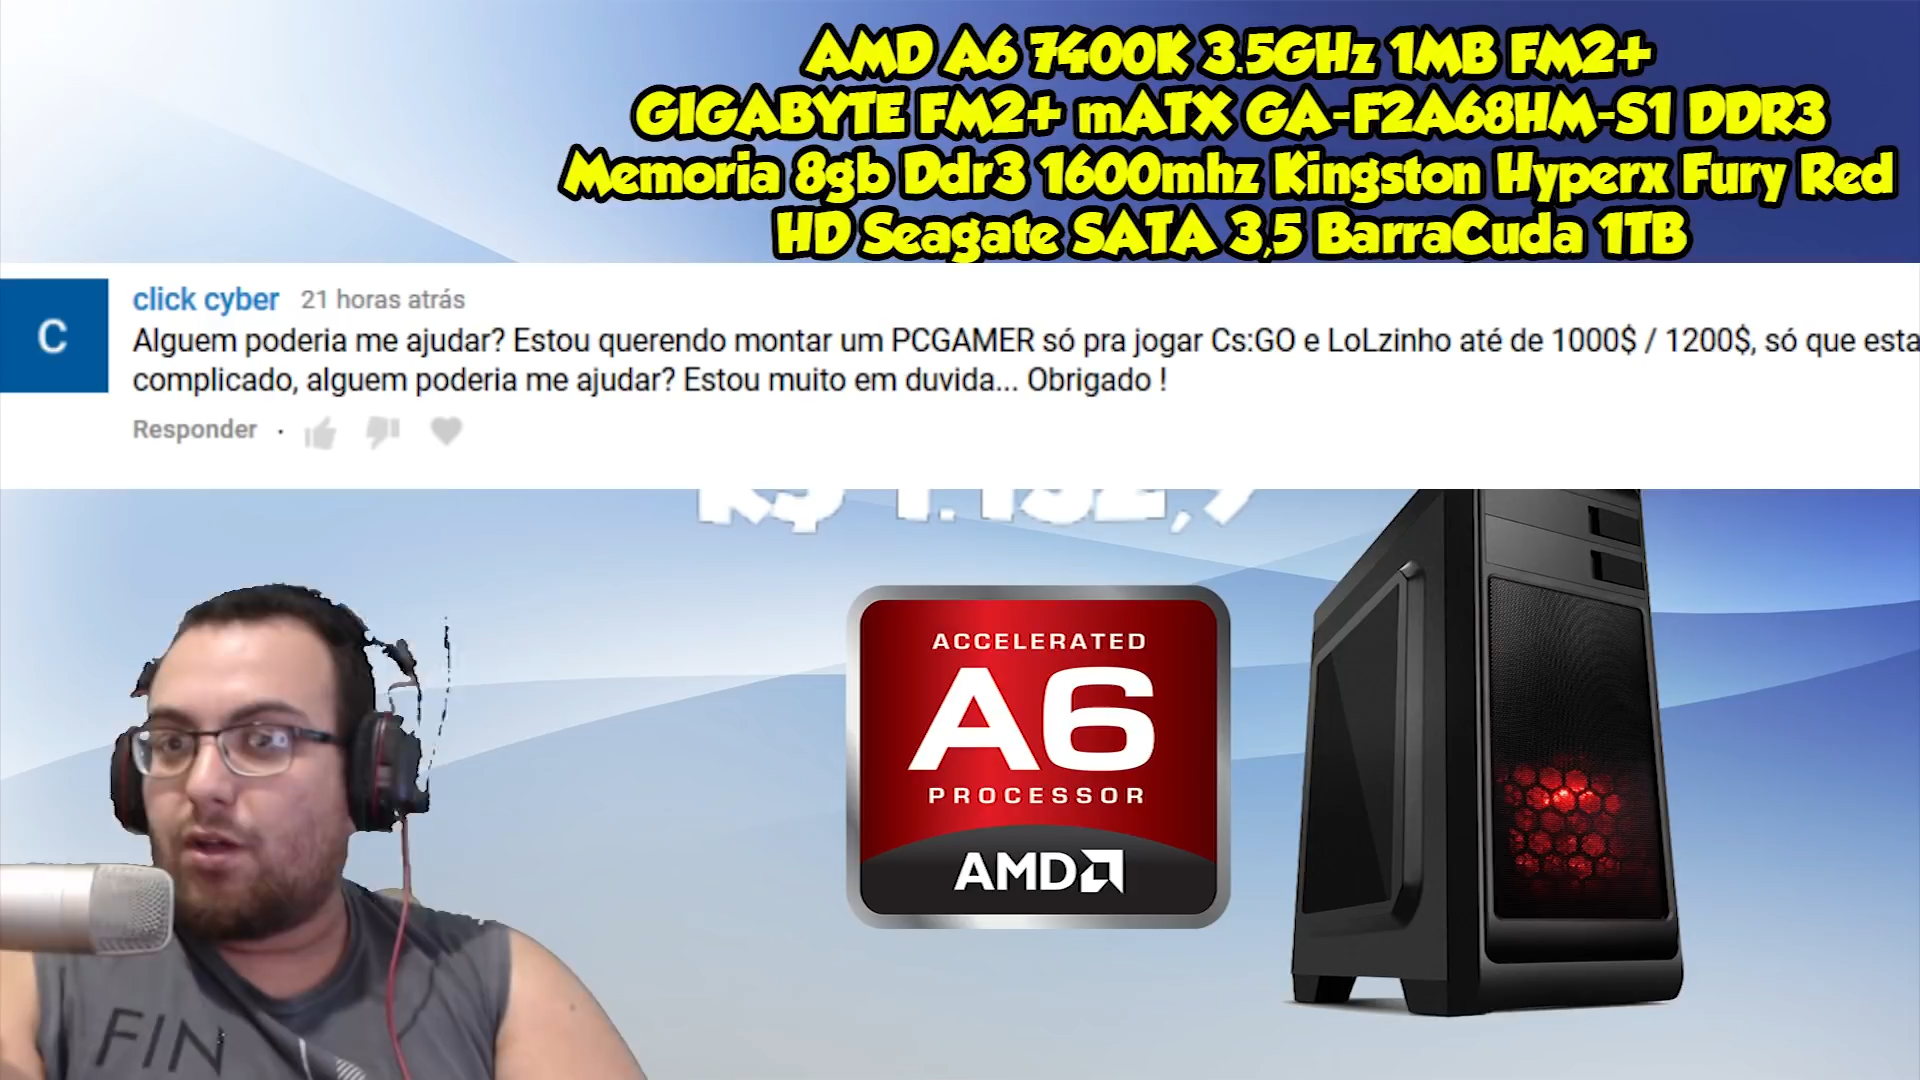 AMD A6 7400K 3.5GHz 1MB FM2+
GIGABYTE FM2+ mATX GA-F2A68HM-S1 DDR3
Memoria 8gb Ddr3 1600mhz Kingston Hyperx Fury Red
HD Seagate SATA 3,5 BarraCuda 1TB
C
click cyber 21 horas atrás
Alguem poderia me ajudar? Estou querendo montar um PCGAMER só pra jogar Cs:GO e LoLzinho até de 1000$ / 1200$, só que esta
complicado, alguem poderia me ajudar? Estou muito em duvida... Obrigado !
Responder ·
R$
ACCELERATED
A6
PROCESSOR
AMD
FIN